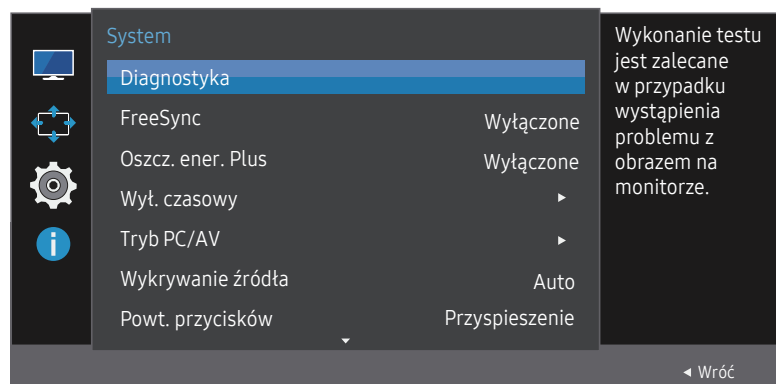 System
Diagnostyka
FreeSync Wyłączone
Oszcz. ener. Plus Wyłączone
Wył. czasowy
Tryb PC/AV
Wykrywanie źródła Auto
Powt. przycisków Przyspieszenie
Wykonanie testu
jest zalecane
w przypadku
wystąpienia
problemu z
obrazem na
monitorze.
Wróć